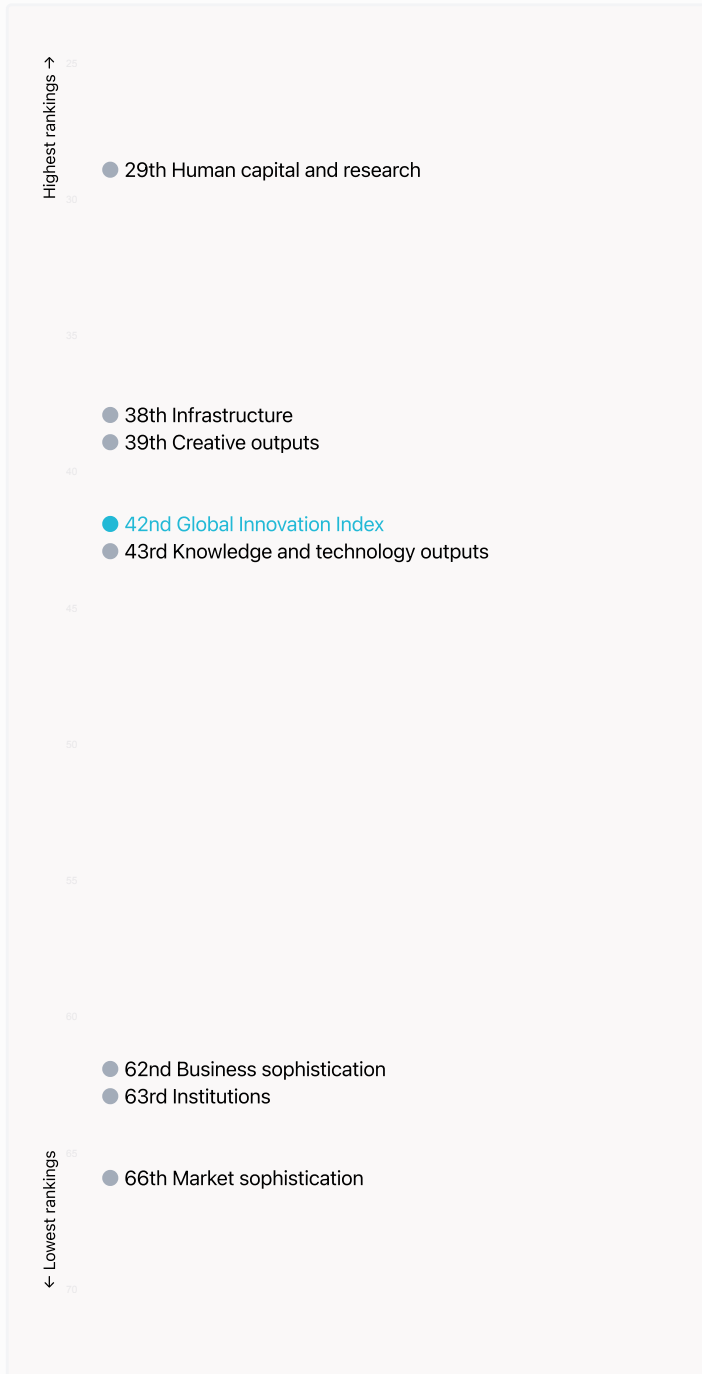 Highest rankings →
25
29th Human capital and research
30
35
38th Infrastructure
39th Creative outputs
40
42nd Global Innovation Index
43rd Knowledge and technology outputs
45
50
55
60
62nd Business sophistication
63rd Institutions
65
66th Market sophistication
← Lowest rankings
70